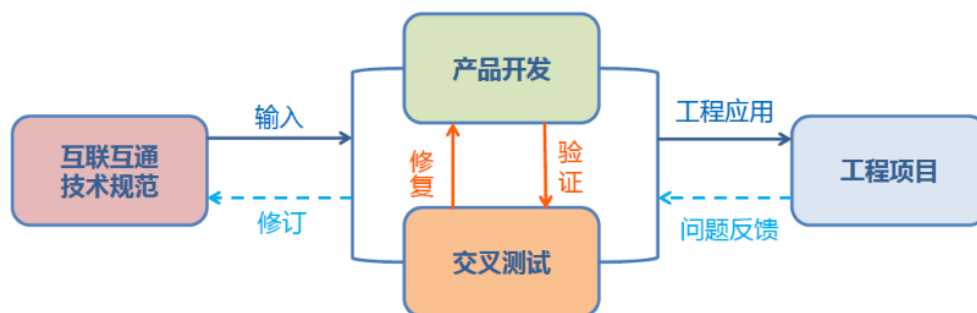 产品开发
输入
工程应用
互联互通
技术规范
修复
验证
工程项目
修订
问题反馈
交叉测试